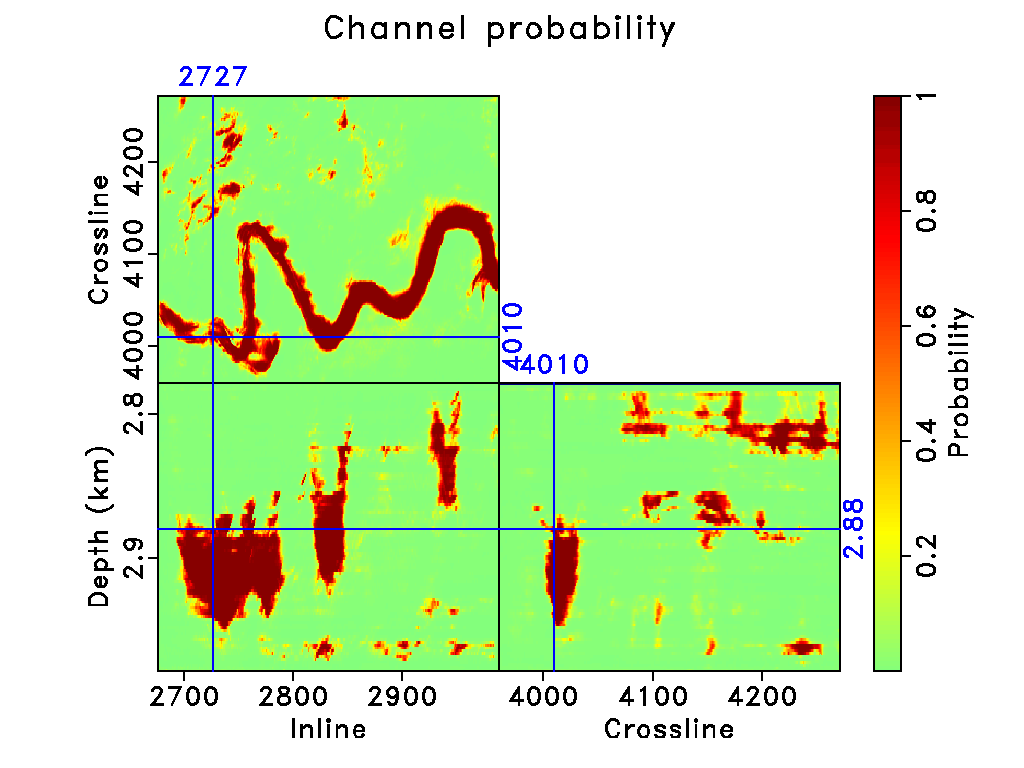 Channel probability
2727
Crossline
4200
4100
4000
4010
4010
Depth (km)
2.8
2.9
2.88
2700 2800 2900
Inline
4000 4100 4200
Crossline
1
0.8
0.6
0.4
0.2
Probability